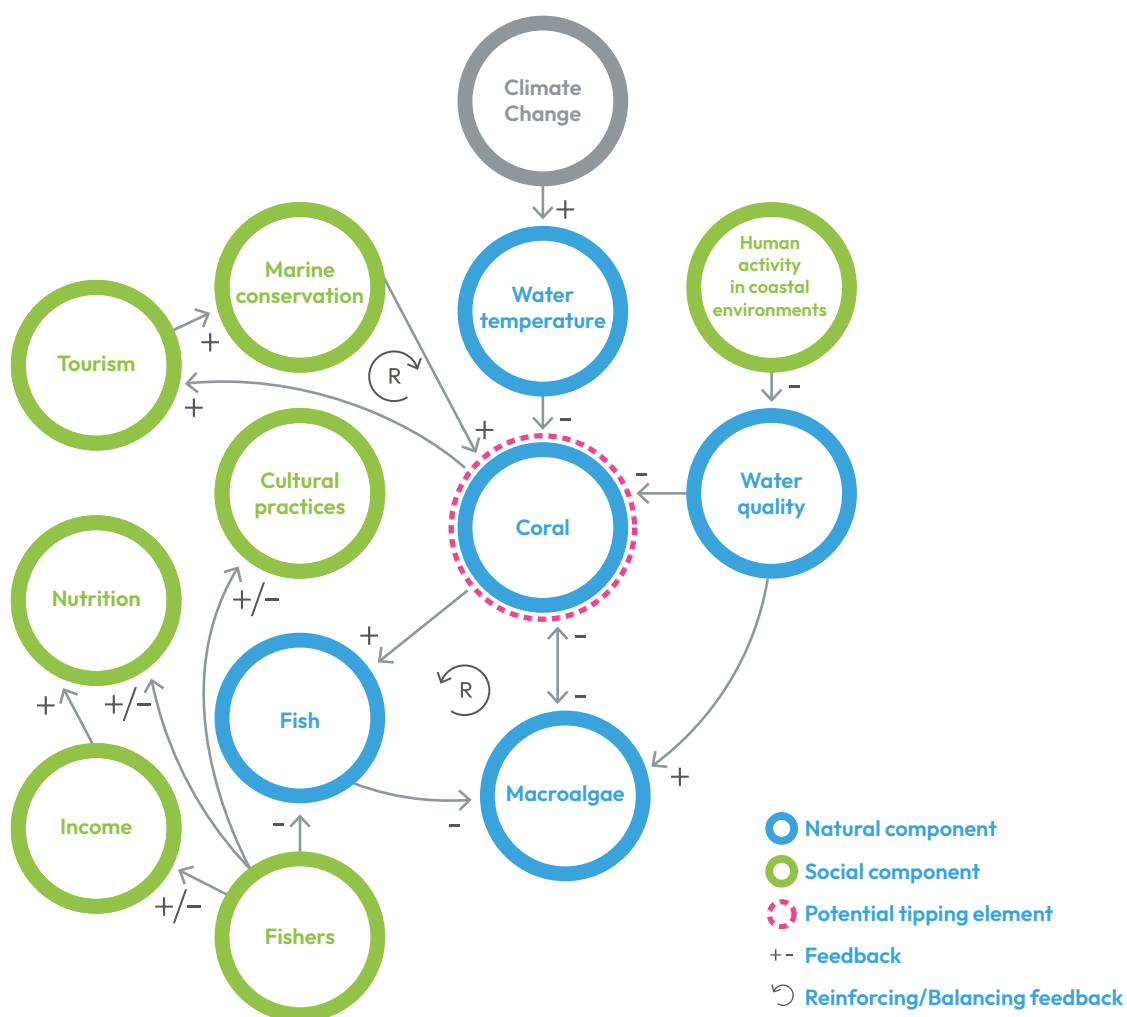 Climate
Change
+
Marine
conservation
Water
temperature
Human
activity
in coastal
environments
Tourism
+
R
+
+
-
-
Cultural
practices
-
Water
quality
Coral
Nutrition
+/-
+
-
Fish
R
-
+
+/-
+
Macroalgae
Income
-
-
+/-
Fishers
Natural component
Social component
Potential tipping element
+ - Feedback
Reinforcing/Balancing feedback